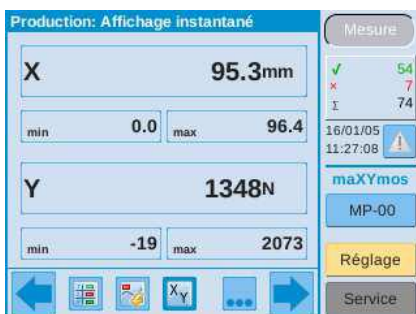 Production: Affichage instantané
Mesure
X 95.3mm
✓ 54
× 7
Σ 74
min 0.0 max 96.4
16/01/05
11:27:08
Y 1348N
maXYmos
MP-00
min -19 max 2073
Réglage
XY
...
Service